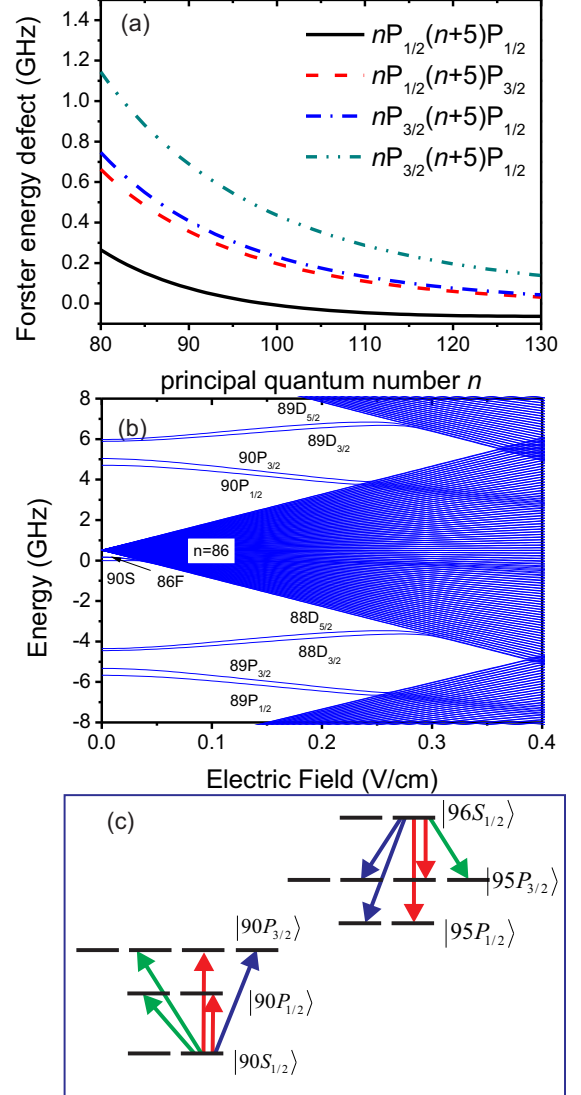 (a)
Forster energy defect (GHz)
1.4
1.2
1.0
0.8
0.6
0.4
0.2
0.0
nP1/2(n+5)P1/2
nP1/2(n+5)P3/2
nP3/2(n+5)P1/2
nP3/2(n+5)P1/2
80 90 100 110 120 130
principal quantum number n
(b)
Energy (GHz)
8
6
4
2
0
-2
-4
-6
-8
89D5/2
89D3/2
90P3/2
90P1/2
n=86
90S 86F
88D5/2
88D3/2
89P3/2
89P1/2
0.0 0.1 0.2 0.3 0.4
Electric Field (V/cm)
(c)
|96S1/2⟩
|95P3/2⟩
|95P1/2⟩
|90P3/2⟩
|90P1/2⟩
|90S1/2⟩